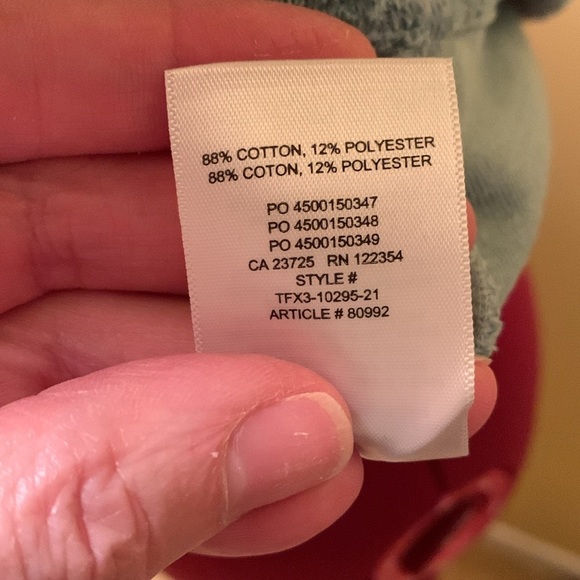 88% COTTON, 12% POLYESTER
88% COTON, 12% POLYESTER
PO 4500150347
PO 4500150348
PO 4500150349
CA 23725 RN 122354
STYLE #
TFX3-10295-21
ARTICLE # 80992